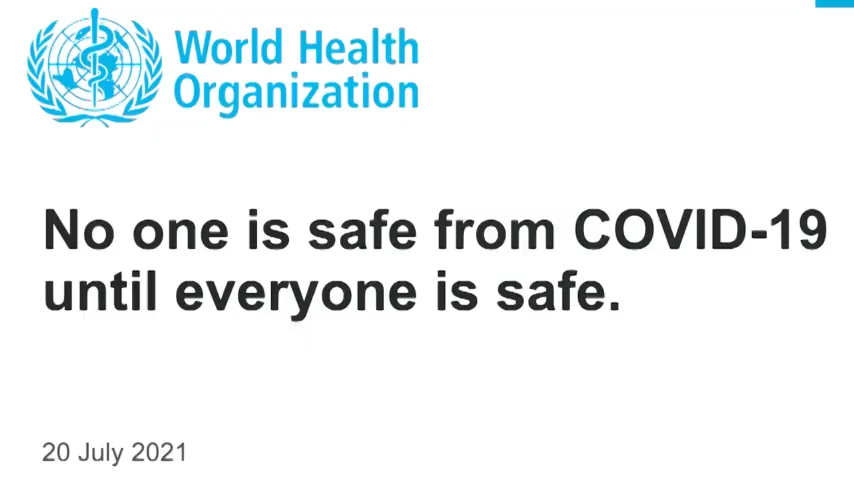 World Health
Organization
No one is safe from COVID-19
until everyone is safe.
20 July 2021